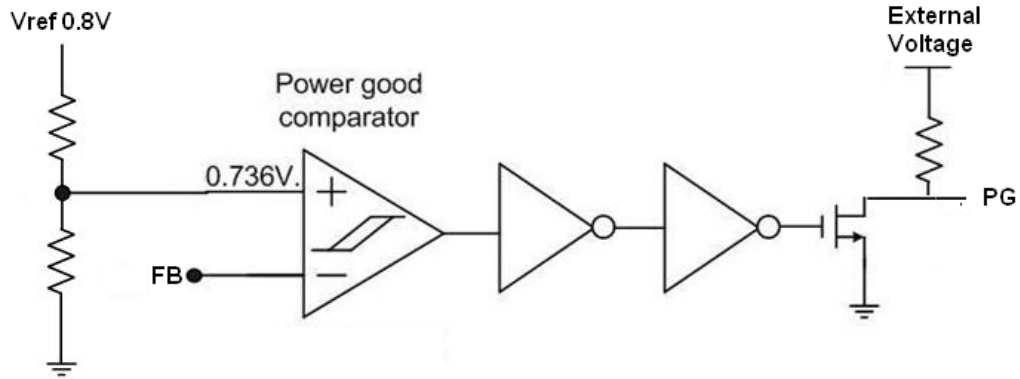 Vref 0.8V
External
Voltage
Power good
comparator
0.736V.
+
−
FB
PG